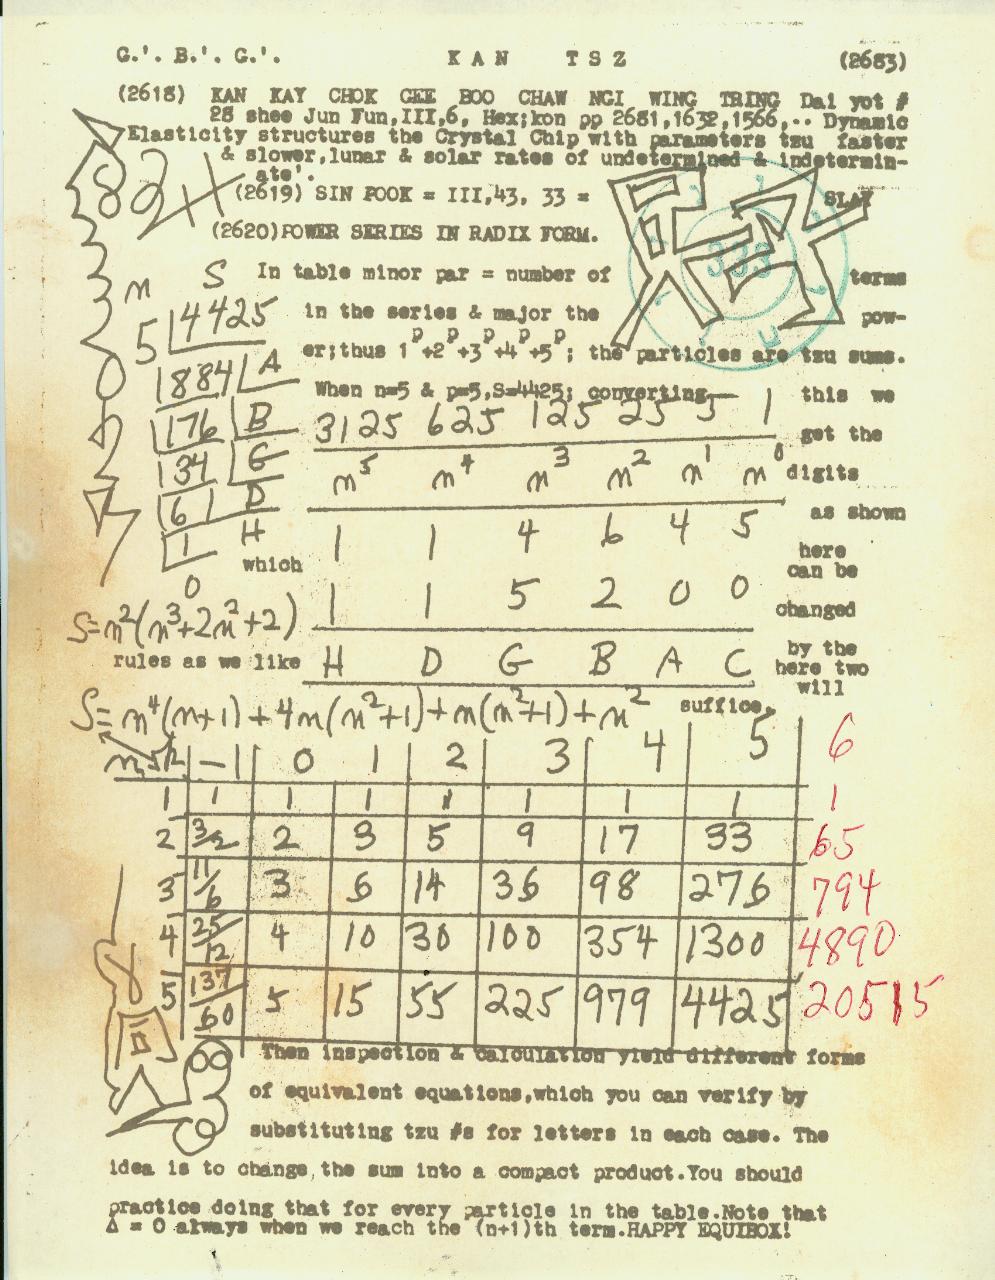 G.'. B.'. G.'. KAN TSZ (2683)
(2618) KAN KAY CHOK GEE BOO CHAW NGI WING TRING Dai yot #
28 shee Jun Fun,III,6, Hex;kon pp 2681,1632,1566,.. Dynamic
Elasticity structures the Crystal Chip with parameters tzu faster
& slower,lunar & solar rates of undetermined & indetermin-
ate'.
(2619) SIN POOK = III,43, 33 = SLAY
333
(2620)POWER SERIES IN RADIX FORM.
n S In table minor par = number of terms
5 4425 in the series & major the pow-
er;thus 1^p+2^p+3^p+4^p+5^p; the particles are tzu sums.
884 A When n=5 & p=5,S=4425; converting this we
176 B 3125 625 125 25 5 1 get the
34 G n^5 n^4 n^3 n^2 n^1 n^0 digits
6 D as shown
1 H 1 1 4 6 4 5 here
which can be
0 1 1 5 2 0 0 changed
S=n^2(n^3+2n^2+2)
rules as we like H D G B A C by the
here two
will
S=n^4(n+1)+4n(n^2+1)+n(n^2+1)+n^2 suffice.
-1 0 1 2 3 4 5 6
1 1 1 1 1 1 1 1 1
2 3/2 2 3 5 9 17 33 65
3 11/6 3 6 14 36 98 276 794
4 25/12 4 10 30 100 354 1300 4890
5 137/60 5 15 55 225 979 4425 20515
Then inspection & calculation yield different forms
of equivalent equations,which you can verify by
substituting tzu #s for letters in each case. The
idea is to change,the sum into a compact product.You should
practice doing that for every particle in the table.Note that
Δ = 0 always when we reach the (n+1)th term.HAPPY EQUIBOX!